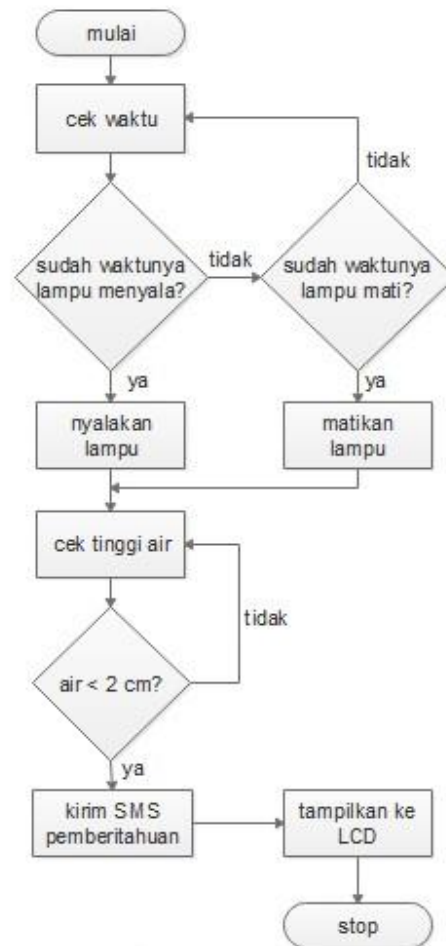 mulai
cek waktu
tidak
sudah waktunya
lampu menyala?
tidak
sudah waktunya
lampu mati?
ya
ya
nyalakan
lampu
matikan
lampu
cek tinggi air
tidak
air < 2 cm?
ya
kirim SMS
pemberitahuan
tampilkan ke
LCD
stop